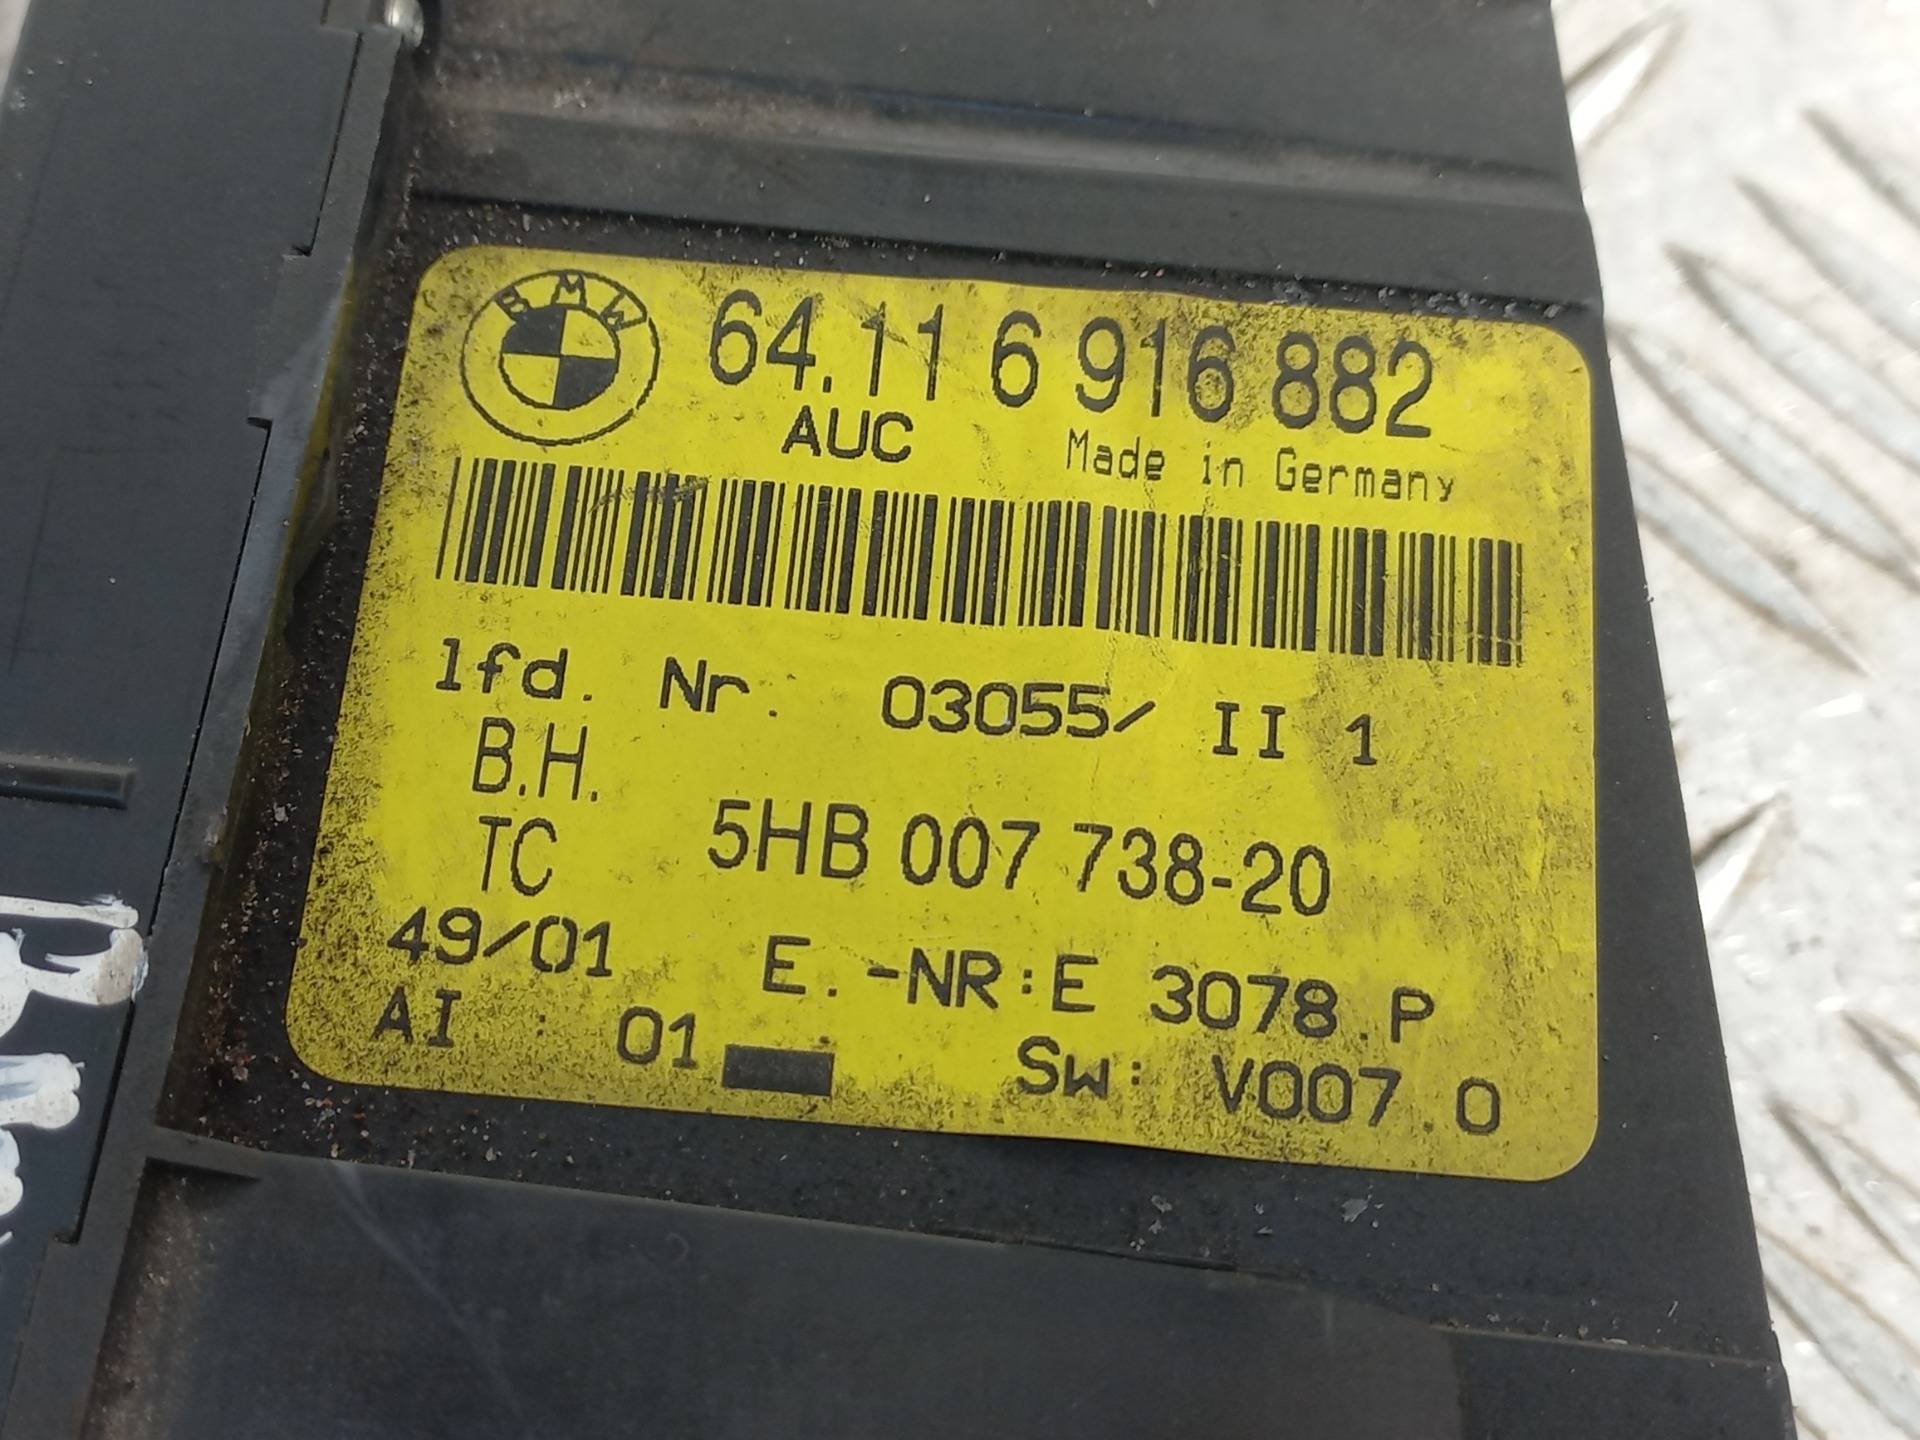 BMW
64.11 6 916 882
AUC Made in Germany
lfd. Nr. 03055/ II 1
B.H.
TC 5HB 007 738-20
49/01 E.-NR:E 3078.P
AI : 01 SW: V007.0